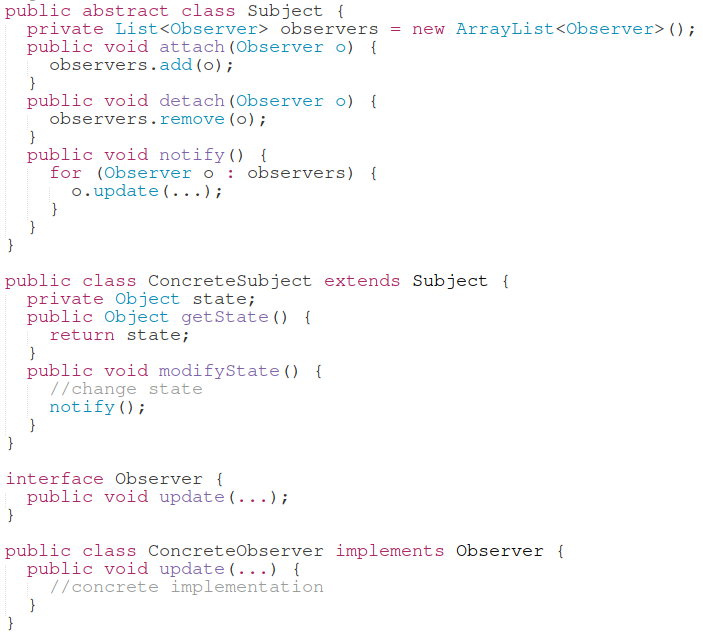 public abstract class Subject {
  private List<Observer> observers = new ArrayList<Observer>();
  public void attach(Observer o) {
    observers.add(o);
  }
  public void detach(Observer o) {
    observers.remove(o);
  }
  public void notify() {
    for (Observer o : observers) {
      o.update(...);
    }
  }
}

public class ConcreteSubject extends Subject {
  private Object state;
  public Object getState() {
    return state;
  }
  public void modifyState() {
    //change state
    notify();
  }
}

interface Observer {
  public void update(...);
}

public class ConcreteObserver implements Observer {
  public void update(...) {
    //concrete implementation
  }
}